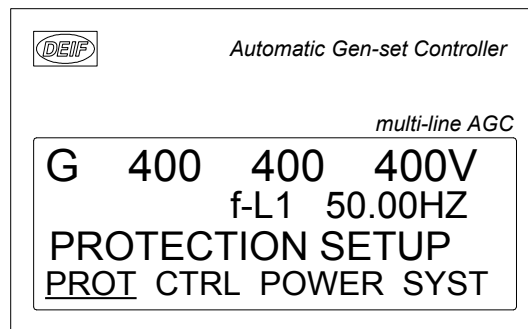 DEIF
Automatic Gen-set Controller
multi-line AGC
G 400 400 400V
f-L1 50.00HZ
PROTECTION SETUP
PROT CTRL POWER SYST